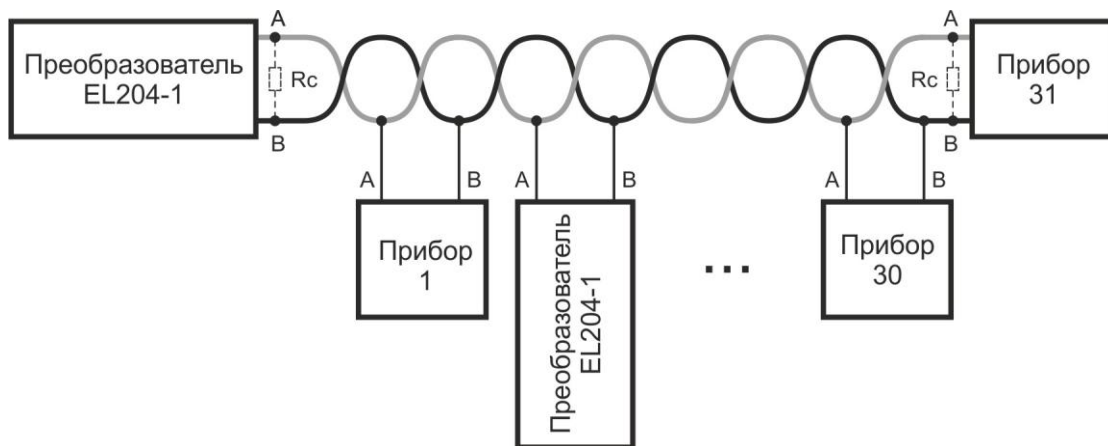 A
A
Преобразователь
EL204-1
Rc
Rc
Прибор
31
B
B
A
B
A
B
A
B
Прибор
1
Преобразователь
EL204-1
...
Прибор
30